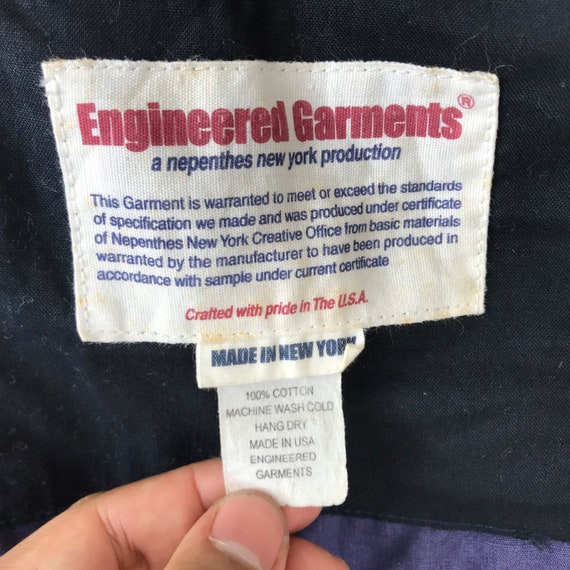 Engineered Garments®
a nepenthes new york production
This Garment is warranted to meet or exceed the standards
of specification we made and was produced under certificate
of Nepenthes New York Creative Office from basic materials
warranted by the manufacturer to have been produced in
accordance with sample under current certificate
Crafted with pride in The U.S.A.
MADE IN NEW YORK
100% COTTON
MACHINE WASH COLD
HANG DRY
MADE IN USA
ENGINEERED
GARMENTS